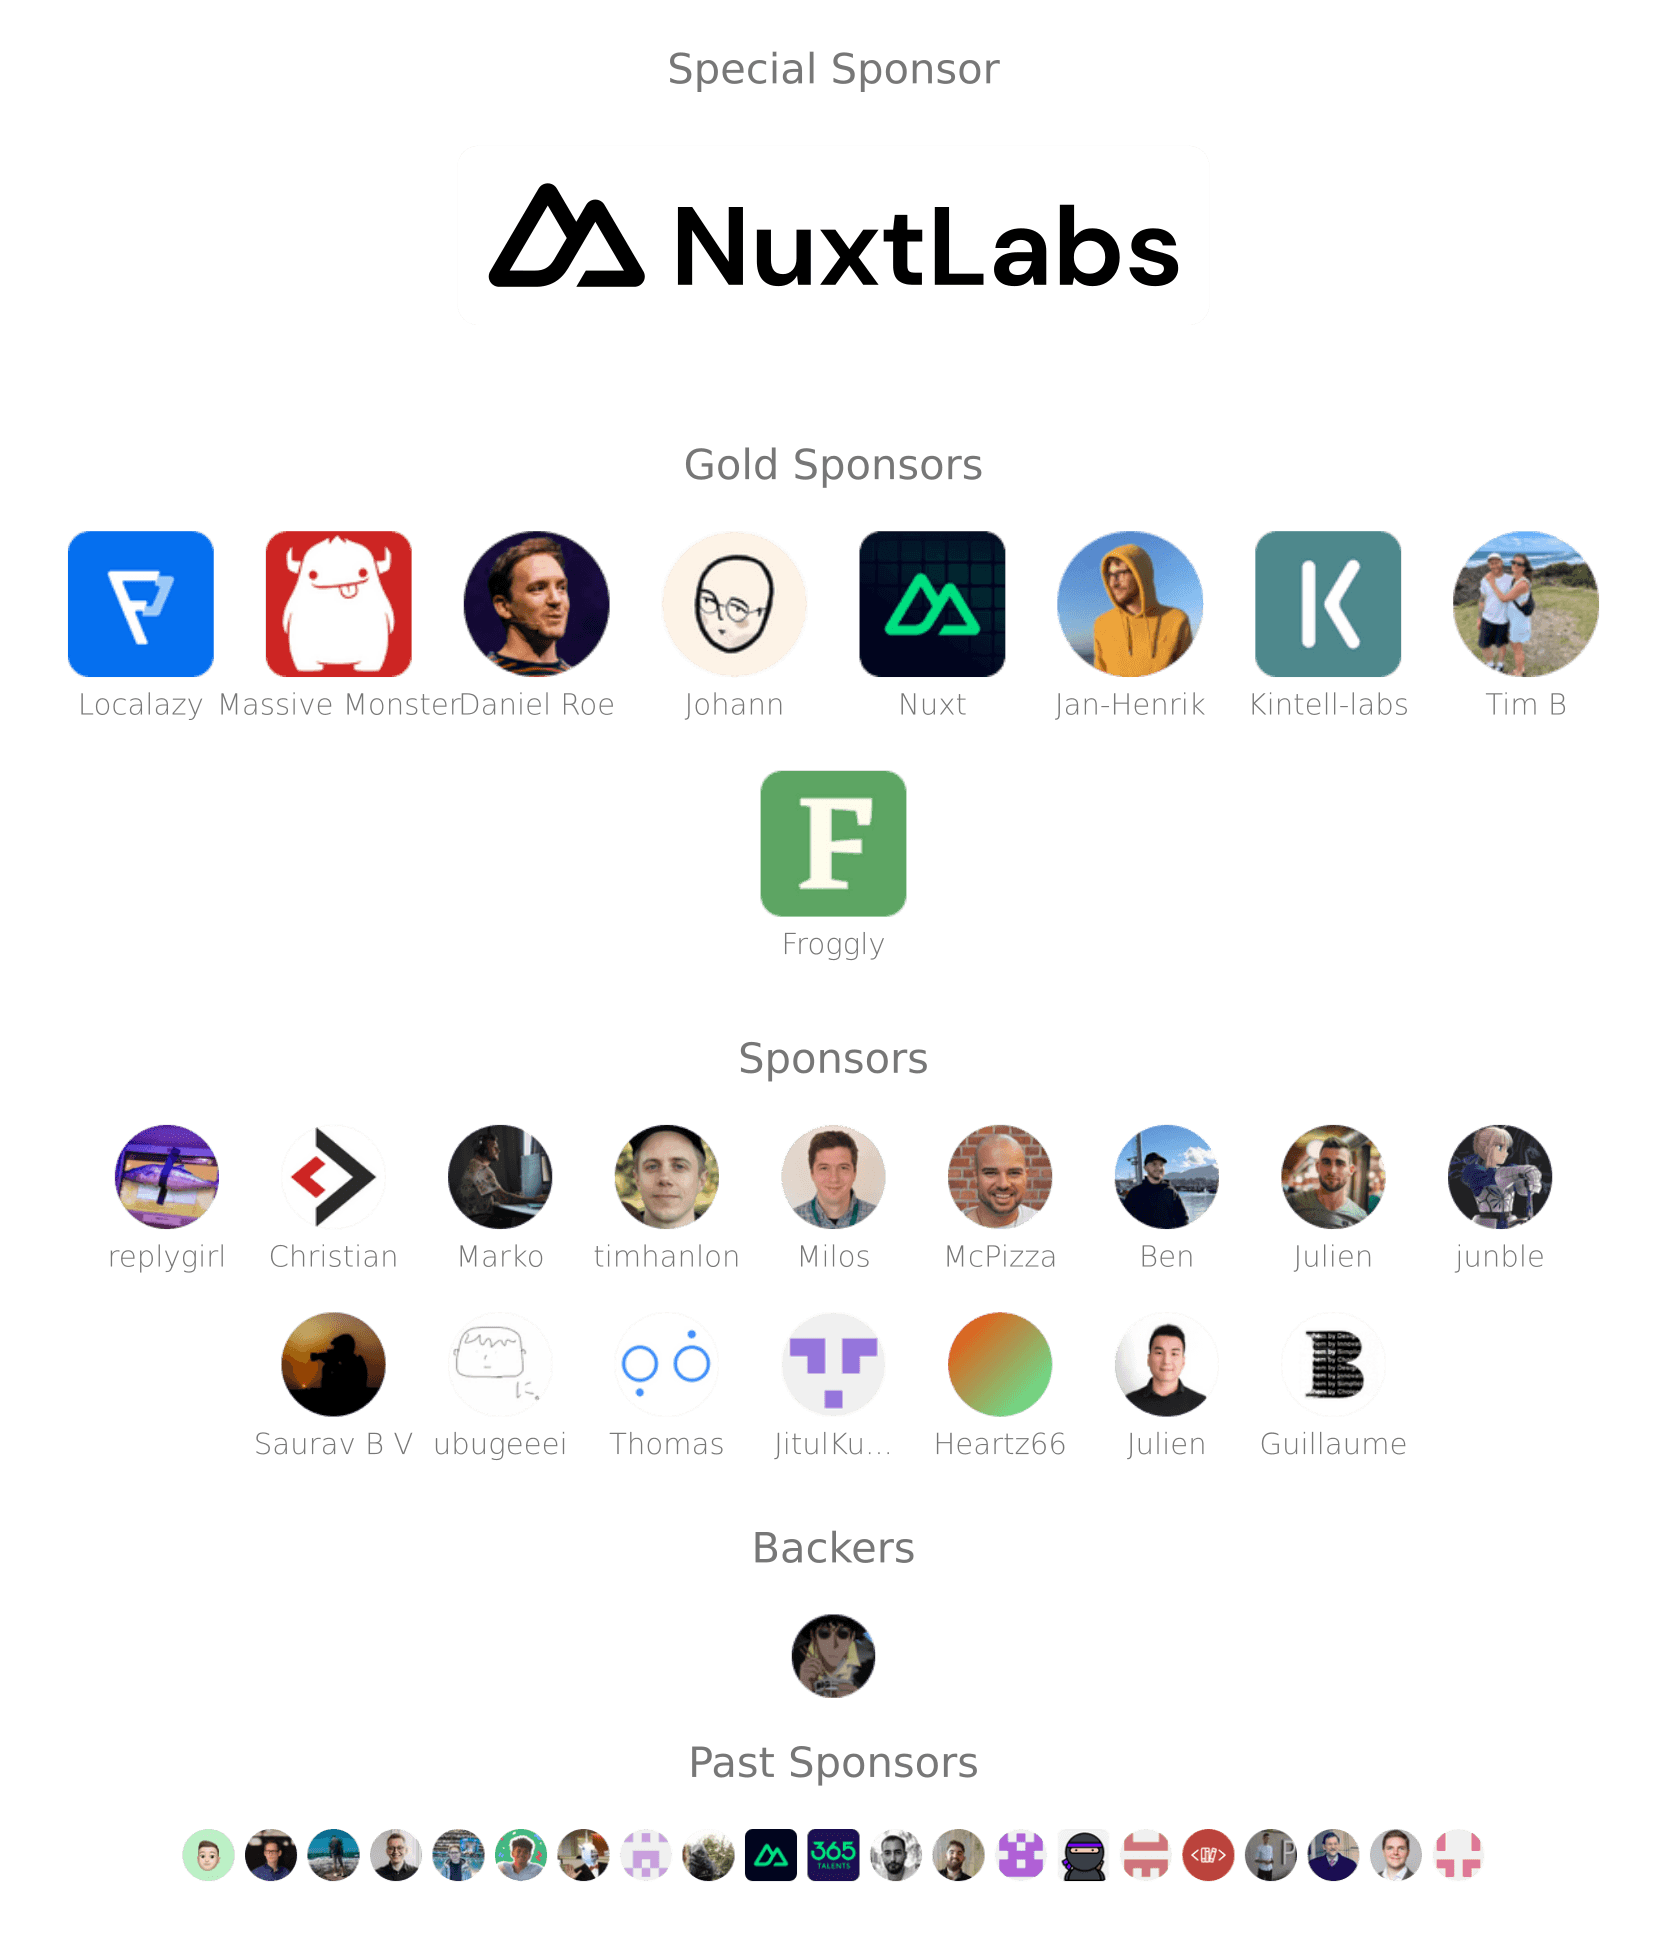 Special Sponsor
NuxtLabs
Gold Sponsors
Localazy Massive Monster Daniel Roe Johann Nuxt Jan-Henrik Kintell-labs Tim B
F
Froggly
Sponsors
replygirl Christian Marko timhanlon Milos McPizza Ben Julien junble
Saurav B V ubugeeei Thomas JitulKu... Heartz66 Julien Guillaume
Backers
Past Sponsors
365
TALENTS